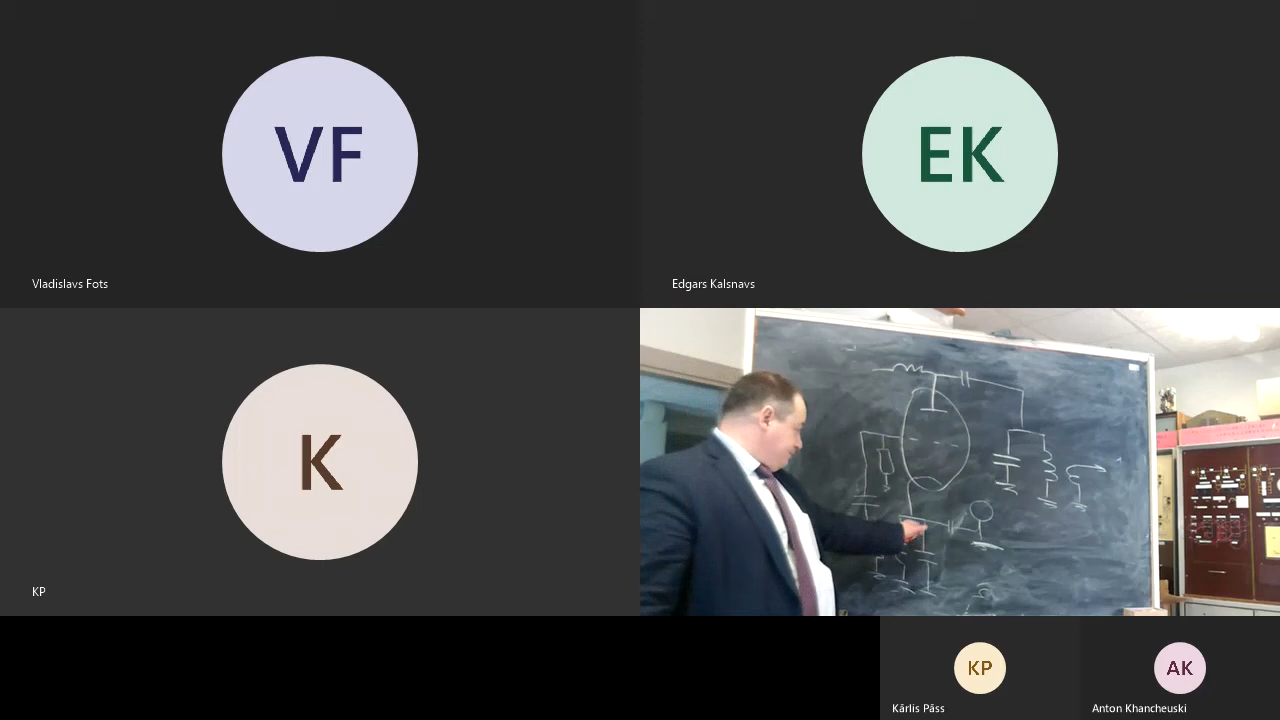 VF
Vladislavs Fots
EK
Edgars Kalsnavs
K
KP
KP
Kārlis Pāss
AK
Anton Khancheuski